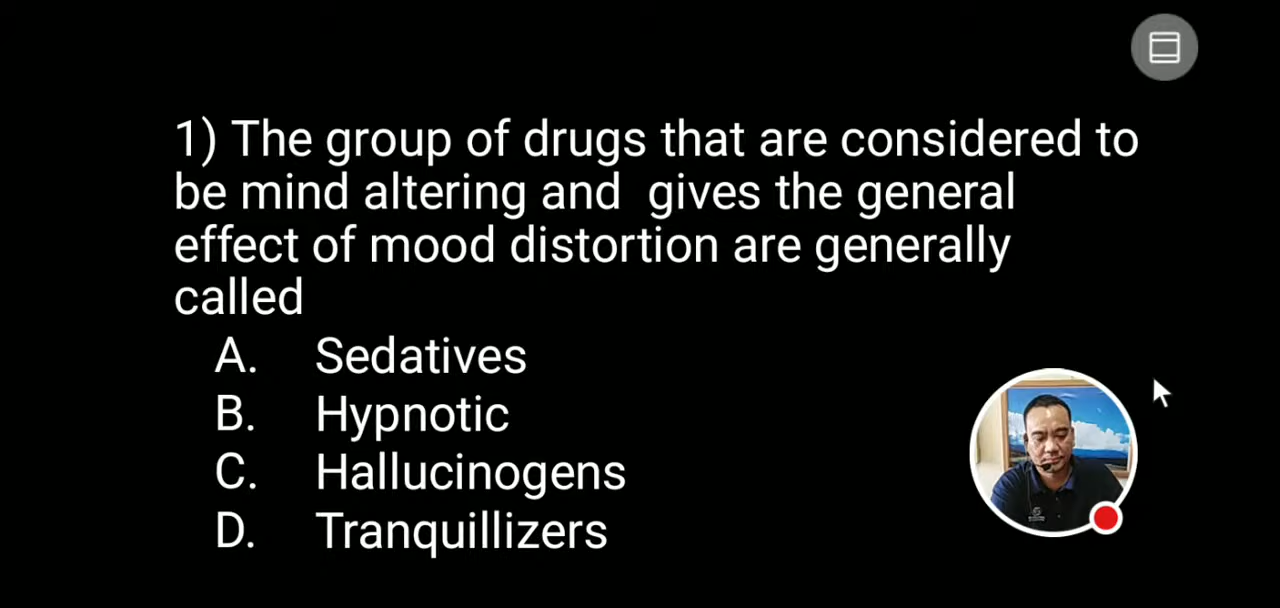 1) The group of drugs that are considered to
be mind altering and  gives the general
effect of mood distortion are generally
called
A. Sedatives
B. Hypnotic
C. Hallucinogens
D. Tranquillizers